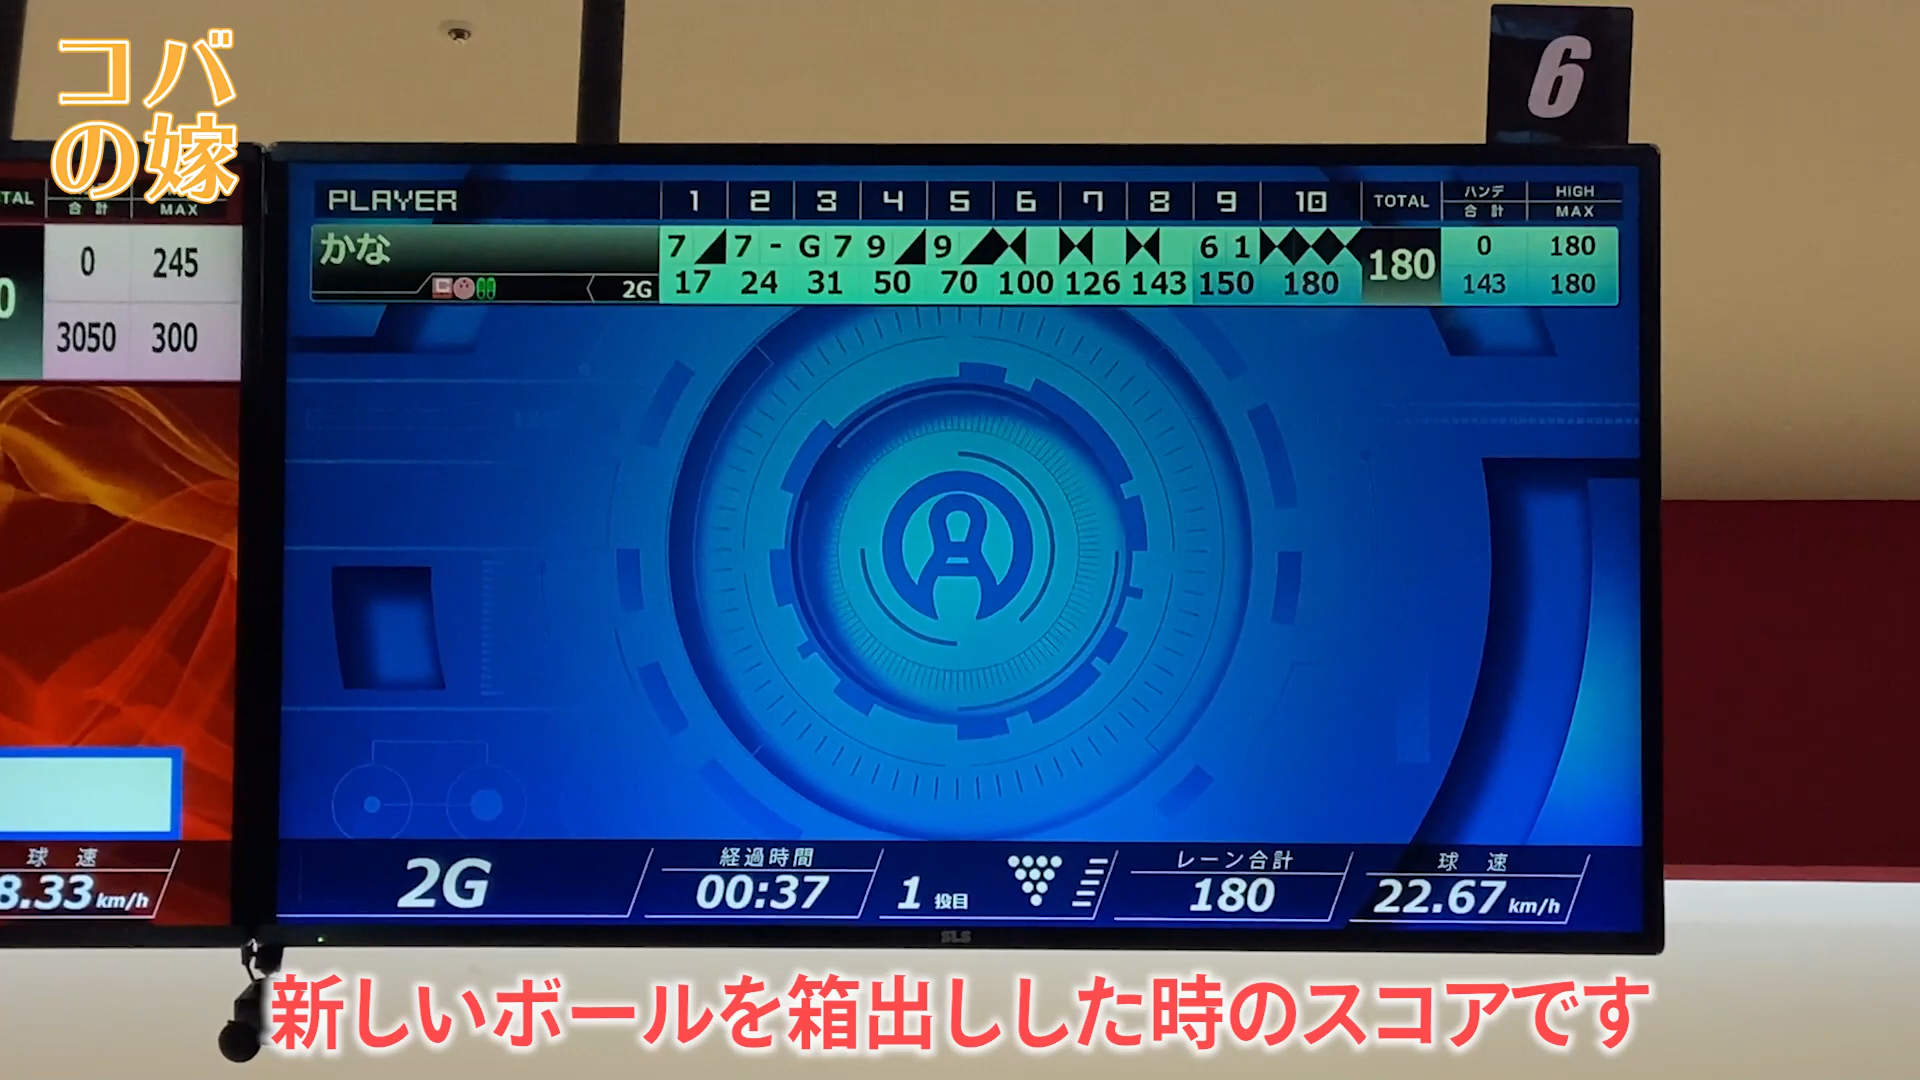 コバ
の嫁
6
TAL
合計
MAX
0
245
0
3050
300
球速
8.33 km/h
PLAYER 1 2 3 4 5 6 7 8 9 10 TOTAL ハンデ HIGH
合計 MAX
かな 7 7 - G 7 9 9 6 1 180 0 180
2G 17 24 31 50 70 100 126 143 150 180 143 180
2G
経過時間
00:37
1 投目
レーン合計
180
球速
22.67 km/h
SLS
新しいボールを箱出しした時のスコアです